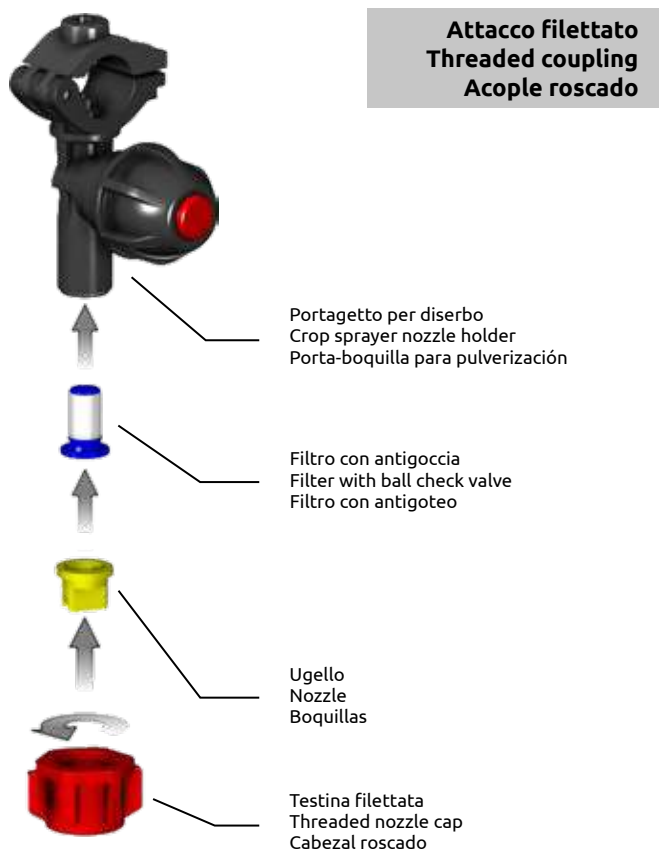 Attacco filettato
Threaded coupling
Acople roscado
Portagetto per diserbo
Crop sprayer nozzle holder
Porta-boquilla para pulverización
Filtro con antigoccia
Filter with ball check valve
Filtro con antigoteo
Ugello
Nozzle
Boquillas
Testina filettata
Threaded nozzle cap
Cabezal roscado